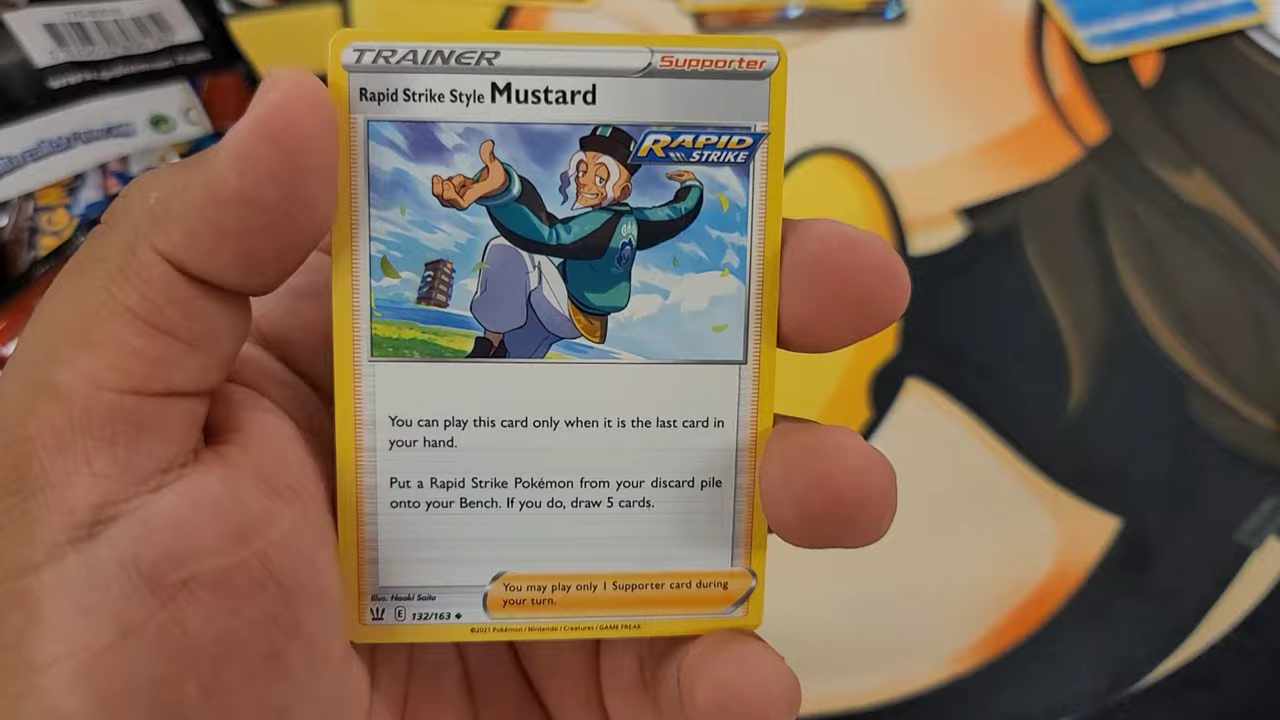 TRAINER
Supporter
Rapid Strike Style Mustard
RAPID
STRIKE
You can play this card only when it is the last card in
your hand.
Put a Rapid Strike Pokémon from your discard pile
onto your Bench. If you do, draw 5 cards.
You may play only 1 Supporter card during
your turn.
Illus. Naoki Saito
E 132/163
©2021 Pokémon / Nintendo / Creatures / GAME FREAK